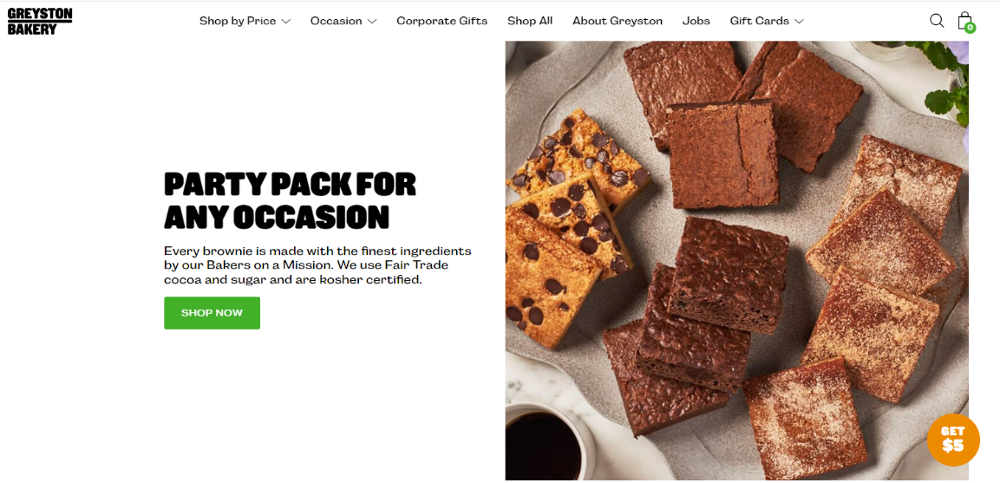 GREYSTON
BAKERY
Shop by Price
Occasion
Corporate Gifts
Shop All
About Greyston
Jobs
Gift Cards
0
PARTY PACK FOR
ANY OCCASION
Every brownie is made with the finest ingredients
by our Bakers on a Mission. We use Fair Trade
cocoa and sugar and are kosher certified.
SHOP NOW
GET
$5